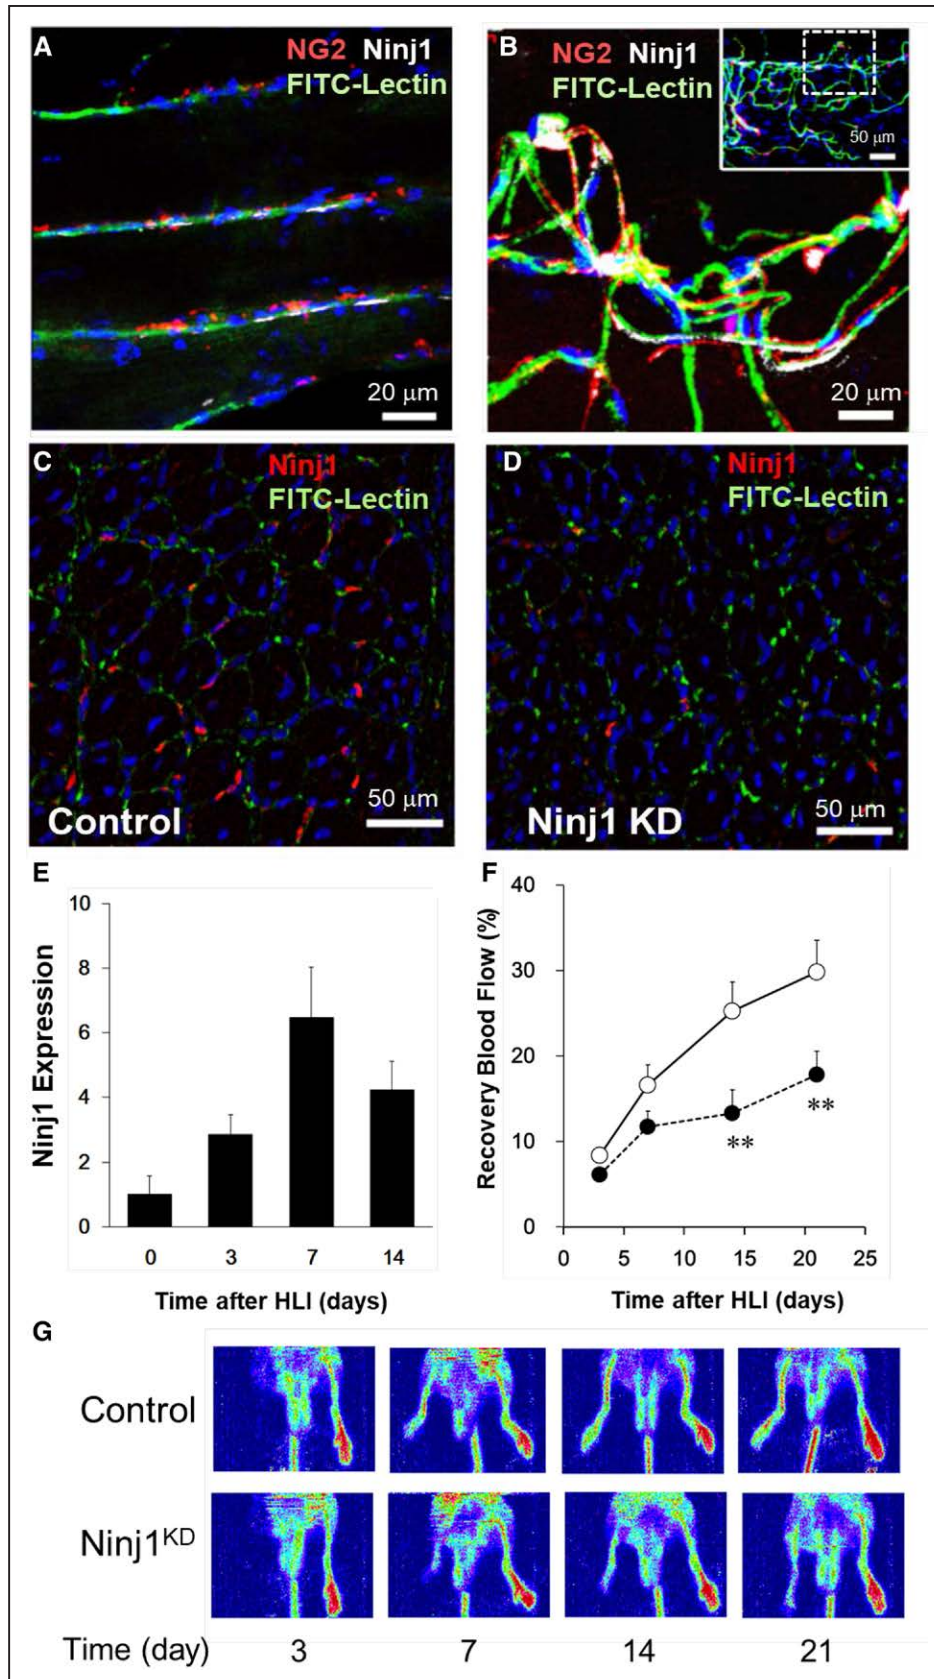 A
NG2 Ninj1
FITC-Lectin
20 μm
B
NG2 Ninj1
FITC-Lectin
50 μm
20 μm
C
Ninj1
FITC-Lectin
Control
50 μm
D
Ninj1
FITC-Lectin
Ninj1 KD
50 μm
E
Ninj1 Expression
10
8
6
4
2
0
0 3 7 14
Time after HLI (days)
F
Recovery Blood Flow (%)
40
30
20
10
0
**
**
0 5 10 15 20 25
Time after HLI (days)
G
Control
Ninj1KD
Time (day) 3 7 14 21